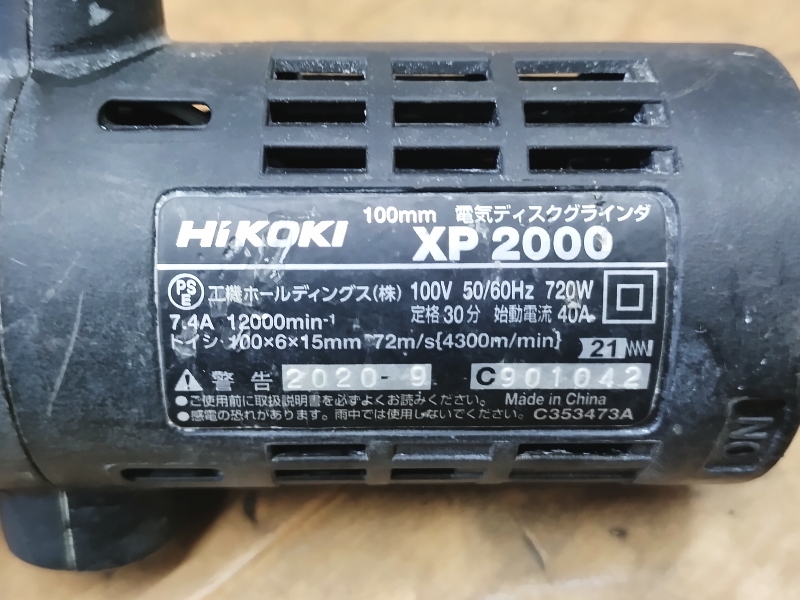 HiKOKI 100mm 電気ディスクグラインダ
XP 2000
PS E 工機ホールディングス(株) 100V 50/60Hz 720W
7.4A 12000min-¹ 定格30分 始動電流 40A
トイシ 100×6×15mm 72m/s{4300m/min} 21
警告 2020-9 C901042
●ご使用前に取扱説明書を必ずよくお読みください。 Made in China
●感電の恐れがあります。雨中では使用しないでください。 C353473A
ON